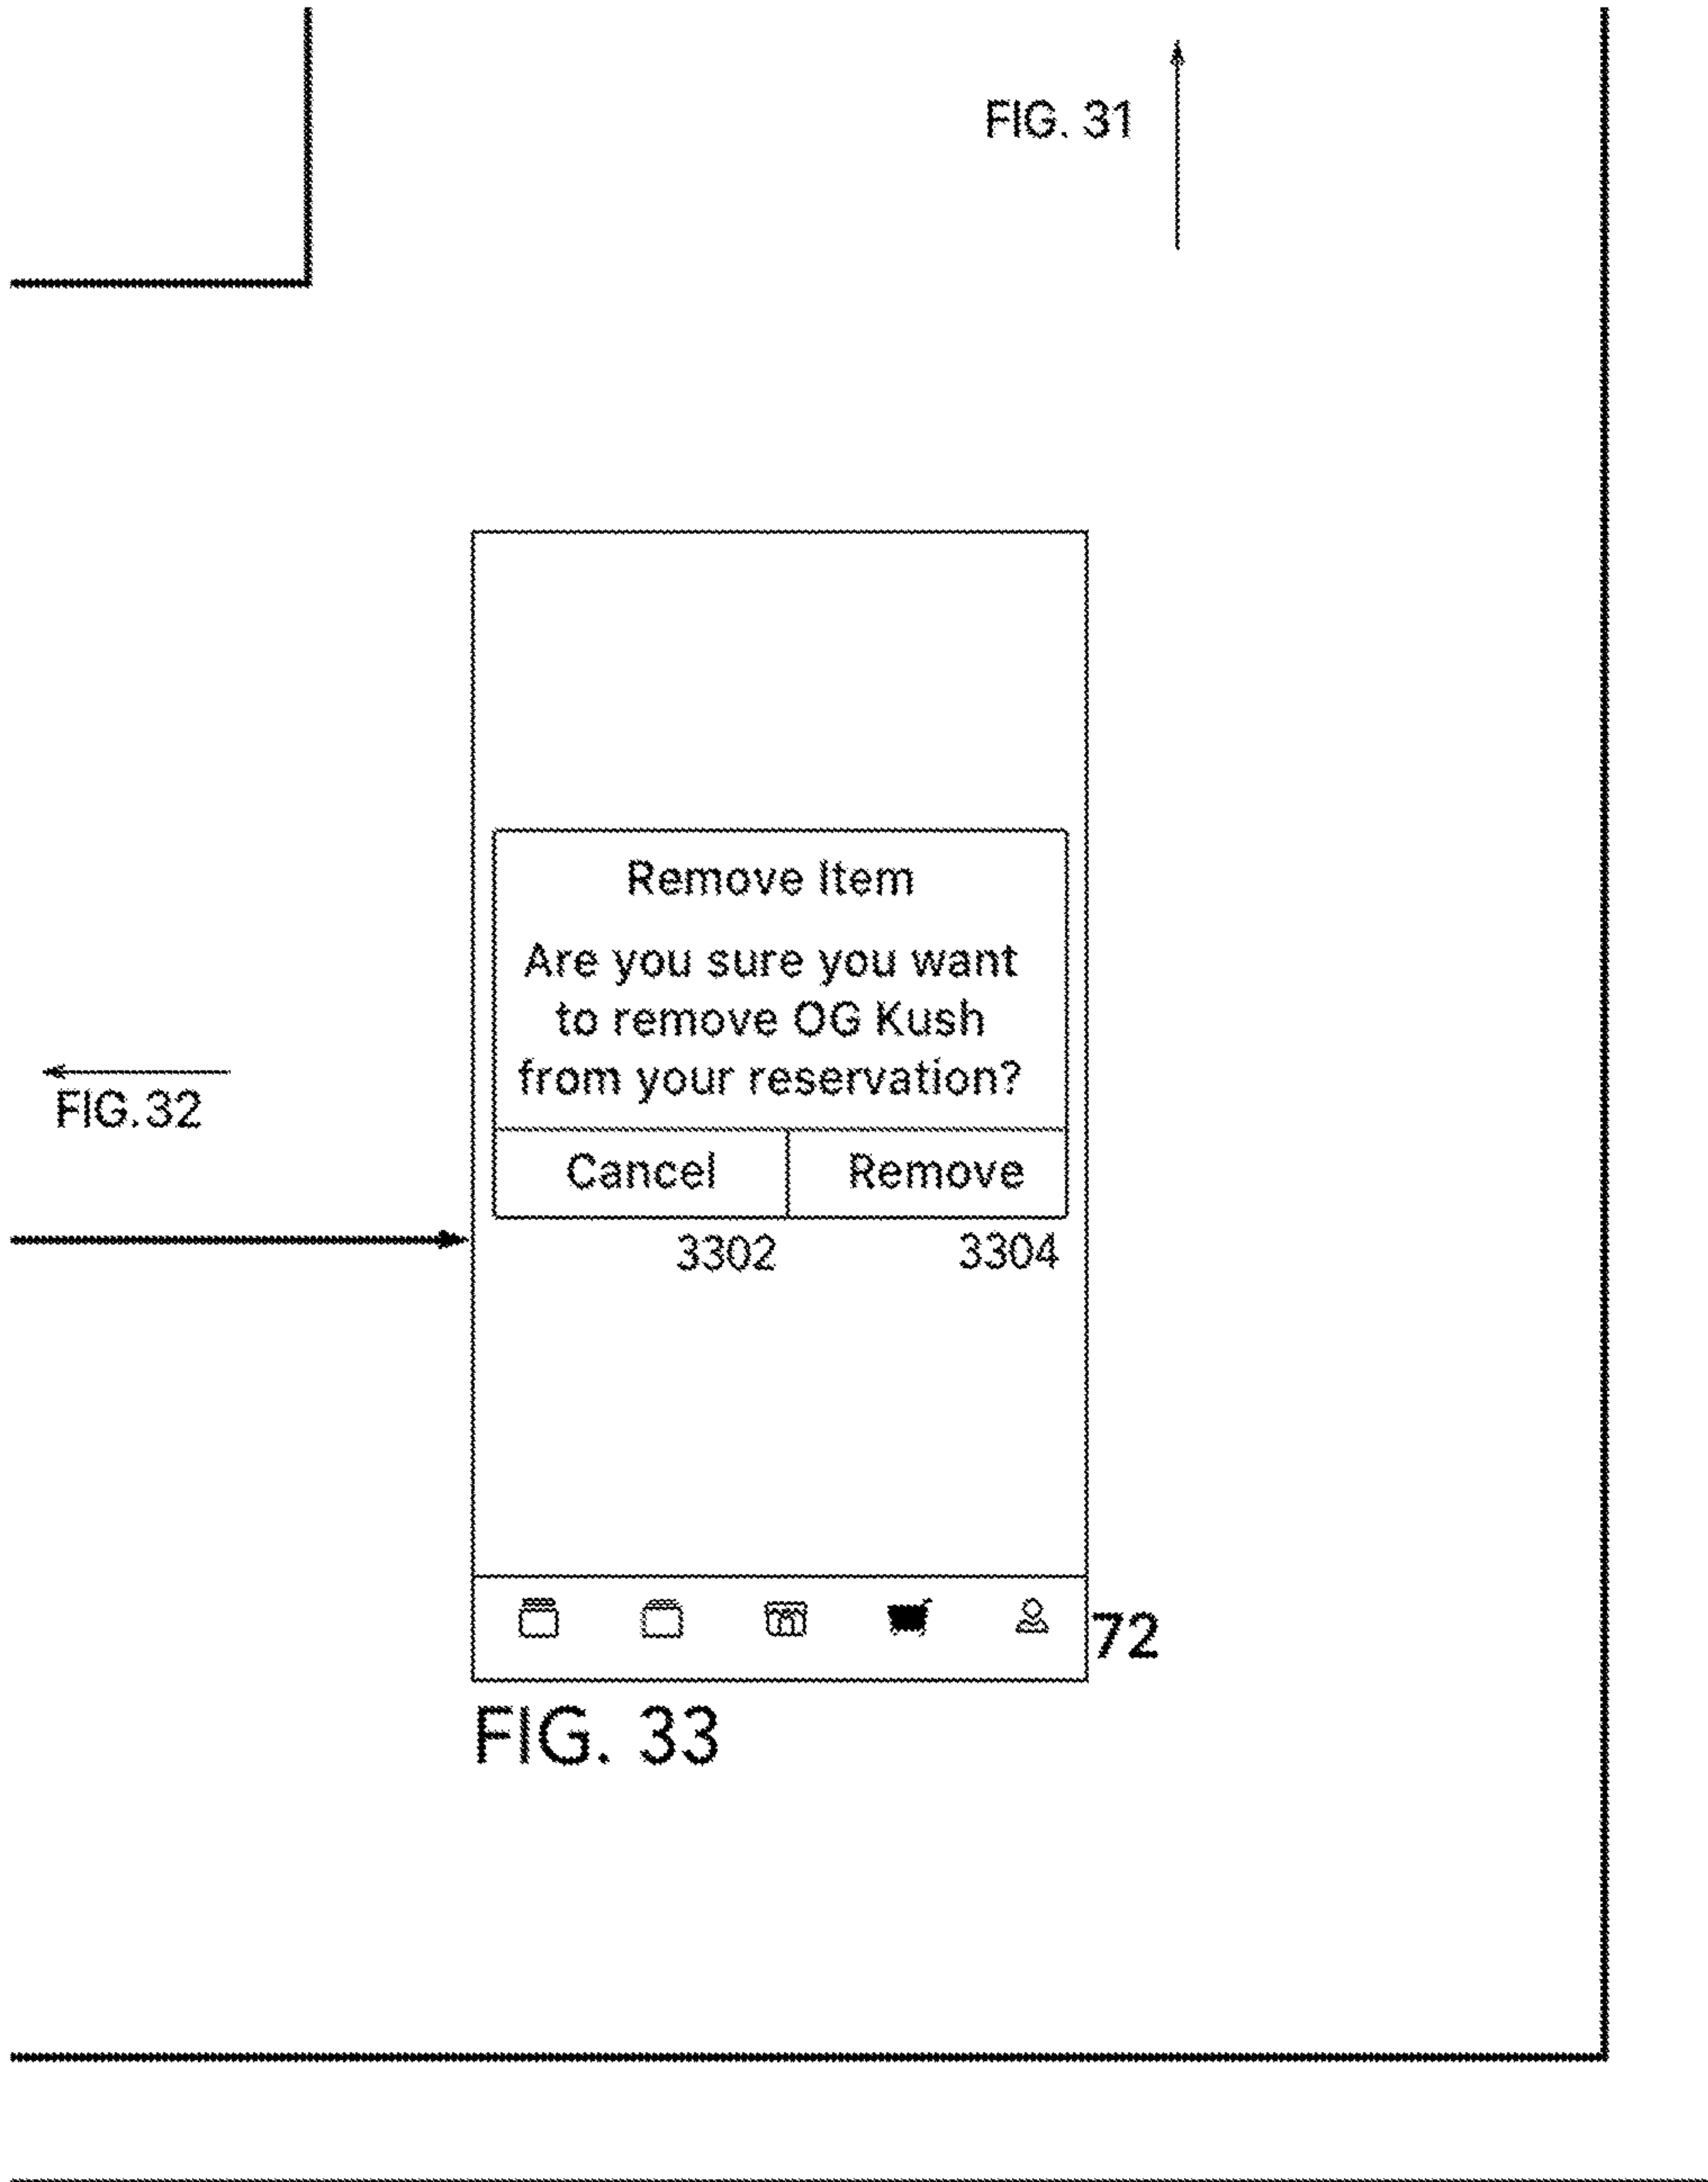 FIG. 31
Remove Item
Are you sure you want
to remove OG Kush
from your reservation?
FIG.32
Cancel
Remove
3302
3304
72
FIG. 33